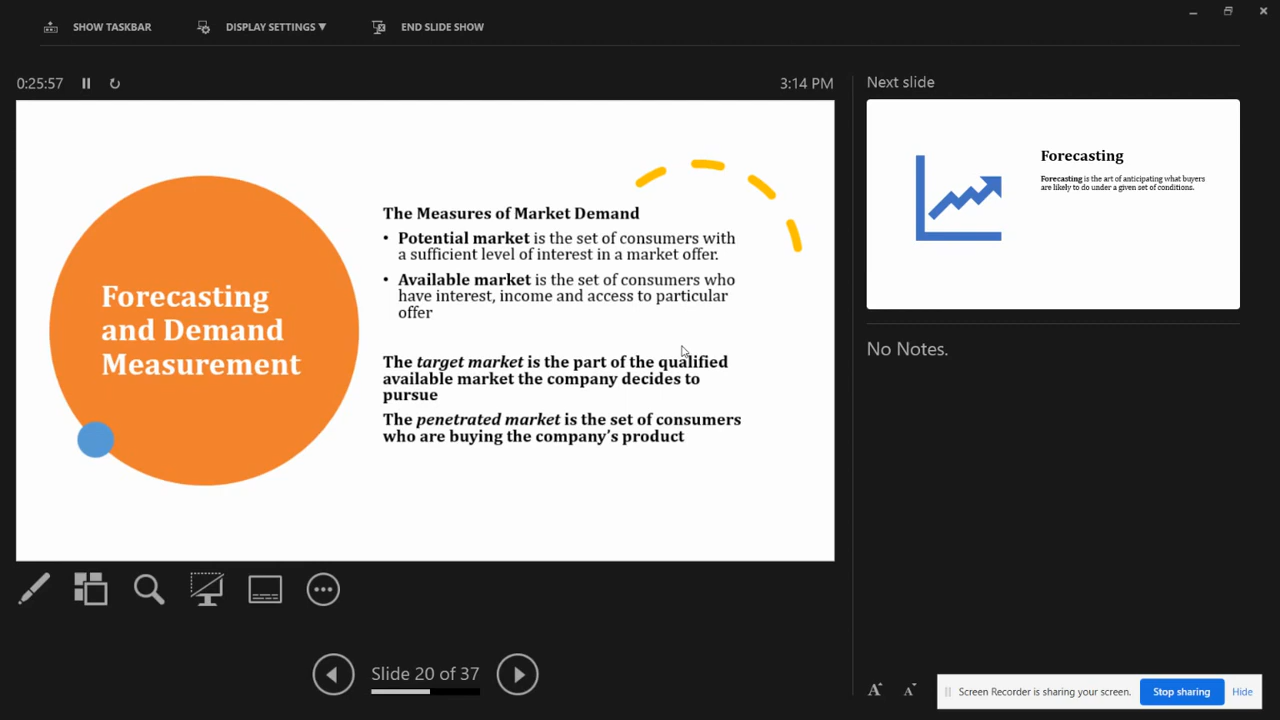 SHOW TASKBAR
DISPLAY SETTINGS ▼
END SLIDE SHOW
0:25:57
3:14 PM
Forecasting
and Demand
Measurement
The Measures of Market Demand
• Potential market is the set of consumers with
a sufficient level of interest in a market offer.
• Available market is the set of consumers who
have interest, income and access to particular
offer
The target market is the part of the qualified
available market the company decides to
pursue
The penetrated market is the set of consumers
who are buying the company's product
Next slide
Forecasting
Forecasting is the art of anticipating what buyers
are likely to do under a given set of conditions.
No Notes.
Slide 20 of 37
A A
Screen Recorder is sharing your screen.
Stop sharing
Hide